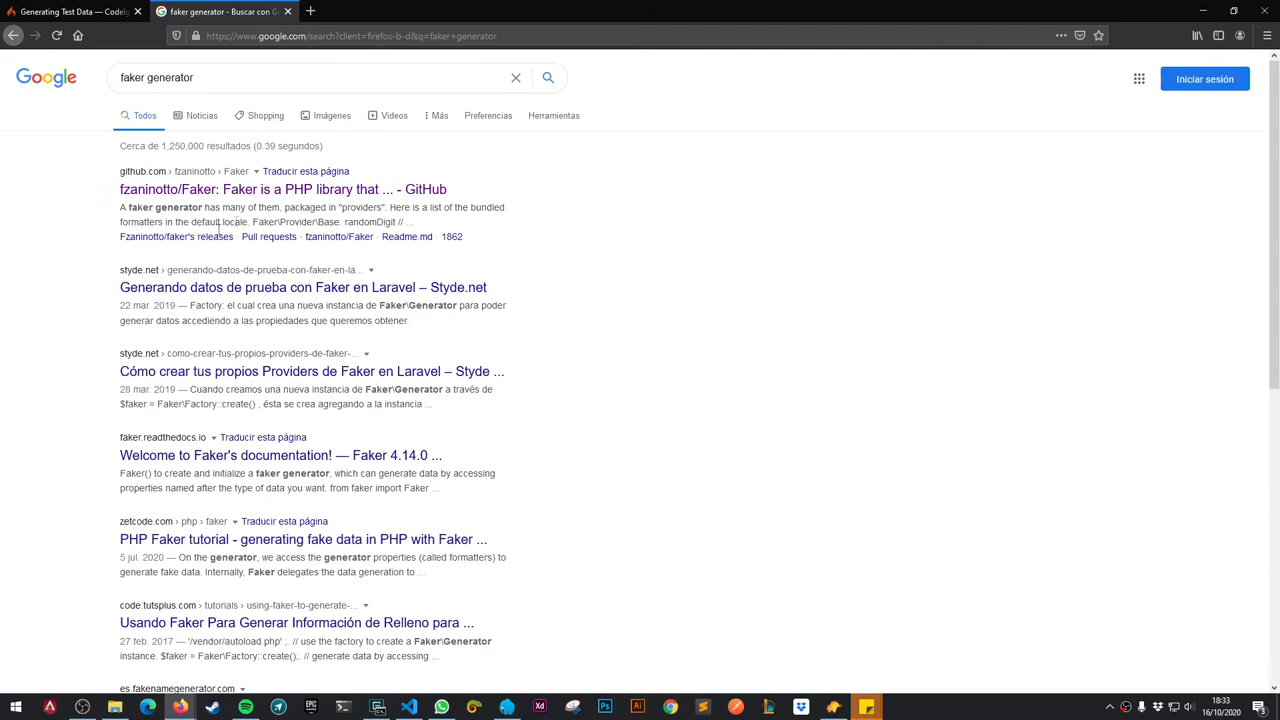 Generating Test Data — CodeIg
faker generator - Buscar con G
https://www.google.com/search?client=firefox-b-d&q=faker+generator
Google
faker generator
Iniciar sesión
Todos Noticias Shopping Imágenes Videos Más Preferencias Herramientas
Cerca de 1,250,000 resultados (0.39 segundos)
github.com › fzaninotto › Faker Traducir esta página
fzaninotto/Faker: Faker is a PHP library that ... - GitHub
A faker generator has many of them, packaged in "providers". Here is a list of the bundled
formatters in the default locale. Faker\Provider\Base. randomDigit // ...
Fzaninotto/faker's releases · Pull requests · fzaninotto/Faker · Readme.md · 1862
styde.net › generando-datos-de-prueba-con-faker-en-la...
Generando datos de prueba con Faker en Laravel – Styde.net
22 mar. 2019 — Factory: el cual crea una nueva instancia de Faker\Generator para poder
generar datos accediendo a las propiedades que queremos obtener.
styde.net › como-crear-tus-propios-providers-de-faker-...
Cómo crear tus propios Providers de Faker en Laravel – Styde ...
28 mar. 2019 — Cuando creamos una nueva instancia de Faker\Generator a través de
$faker = Faker\Factory::create() , ésta se crea agregando a la instancia ...
faker.readthedocs.io Traducir esta página
Welcome to Faker's documentation! — Faker 4.14.0 ...
Faker() to create and initialize a faker generator, which can generate data by accessing
properties named after the type of data you want. from faker import Faker ...
zetcode.com › php › faker Traducir esta página
PHP Faker tutorial - generating fake data in PHP with Faker ...
5 jul. 2020 — On the generator, we access the generator properties (called formatters) to
generate fake data. Internally, Faker delegates the data generation to ...
code.tutsplus.com › tutorials › using-faker-to-generate-...
Usando Faker Para Generar Información de Relleno para ...
27 feb. 2017 — '/vendor/autoload.php' ;. // use the factory to create a Faker\Generator
instance. $faker = Faker\Factory::create();. // generate data by accessing ...
es.fakenamegenerator.com
EPIC
Xd
Ps
Ai
18:33
16/10/2020
3